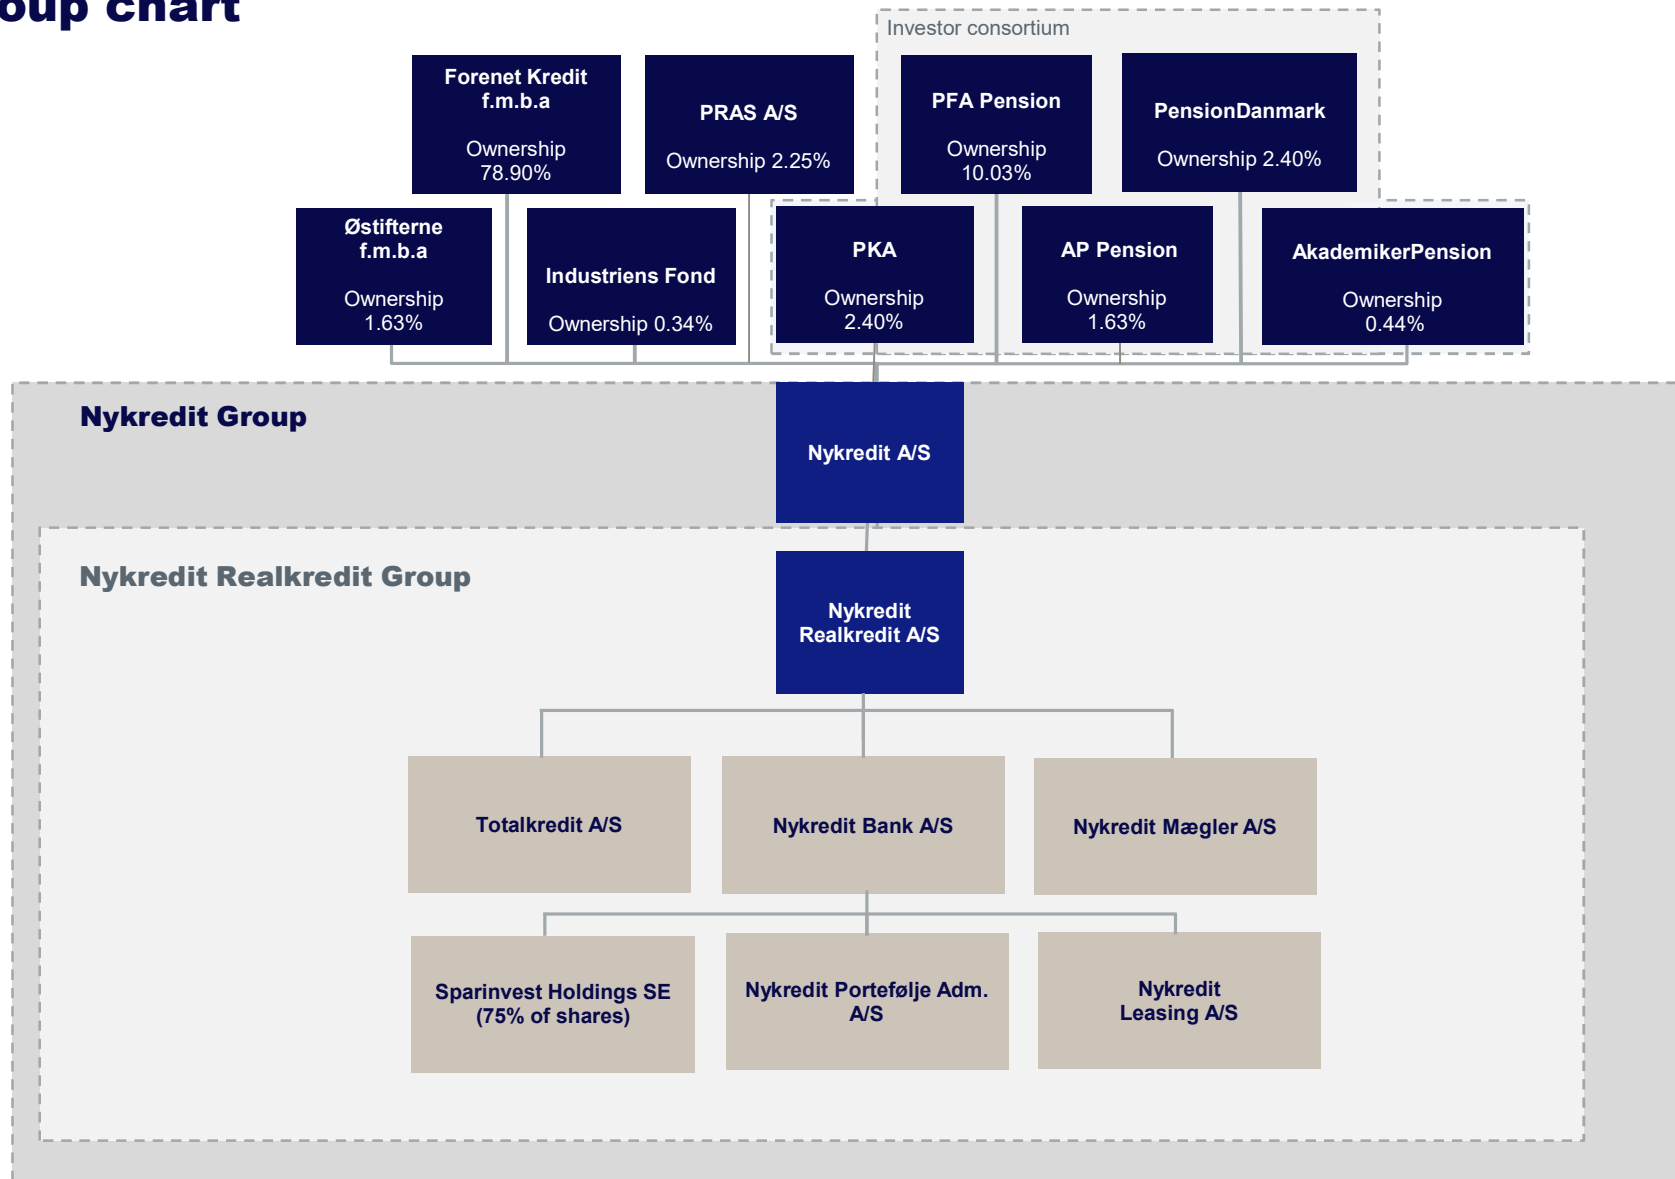 oup chart
Investor consortium
Forenet Kredit
f.m.b.a
Ownership
78.90%
PRAS A/S
Ownership 2.25%
PFA Pension
Ownership
10.03%
PensionDanmark
Ownership 2.40%
Østifterne
f.m.b.a
Ownership
1.63%
Industriens Fond
Ownership 0.34%
PKA
Ownership
2.40%
AP Pension
Ownership
1.63%
AkademikerPension
Ownership
0.44%
Nykredit Group
Nykredit A/S
Nykredit Realkredit Group
Nykredit
Realkredit A/S
Totalkredit A/S
Nykredit Bank A/S
Nykredit Mægler A/S
Sparinvest Holdings SE
(75% of shares)
Nykredit Portefølje Adm.
A/S
Nykredit
Leasing A/S